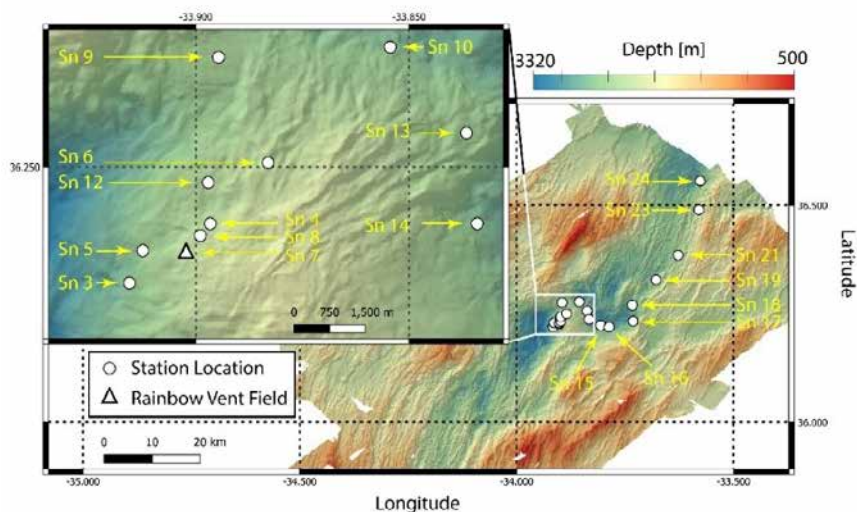 -33.900
-33.850
Depth [m]
3320
500
Sn 9
Sn 10
Sn 13
Sn 6
36.250
Sn 12
Sn 4
Sn 8
Sn 7
Sn 14
Sn 5
Sn 3
0 750 1,500 m
Sn 24
Sn 23
36.500
Sn 21
Sn 19
Sn 18
Sn 17
Sn 15
Sn 16
Latitude
Station Location
Rainbow Vent Field
0 10 20 km
36.000
-35.000
-34.500
-34.000
-33.500
Longitude